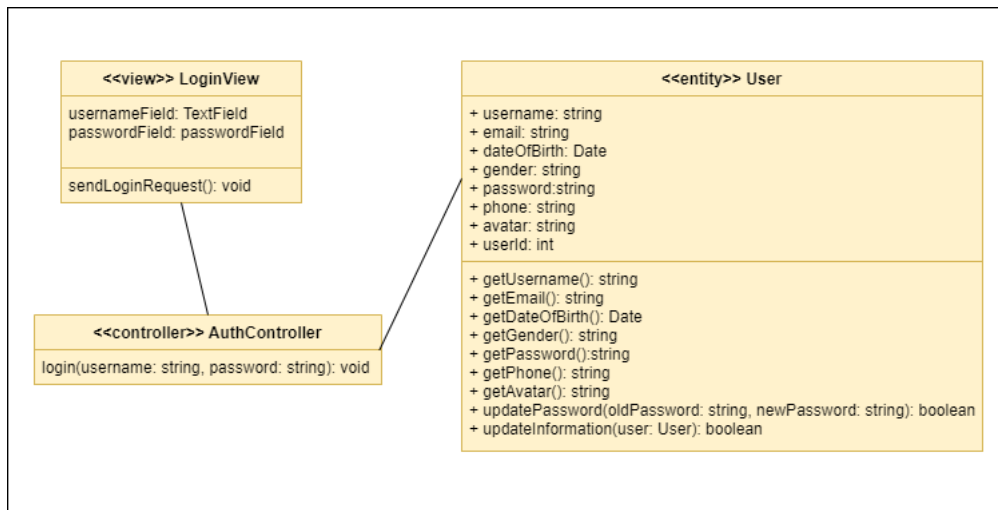 <<view>> LoginView
usernameField: TextField
passwordField: passwordField
sendLoginRequest(): void
<<controller>> AuthController
login(username: string, password: string): void
<<entity>> User
+ username: string
+ email: string
+ dateOfBirth: Date
+ gender: string
+ password:string
+ phone: string
+ avatar: string
+ userId: int
+ getUsername(): string
+ getEmail(): string
+ getDateOfBirth(): Date
+ getGender(): string
+ getPassword():string
+ getPhone(): string
+ getAvatar(): string
+ updatePassword(oldPassword: string, newPassword: string): boolean
+ updateInformation(user: User): boolean